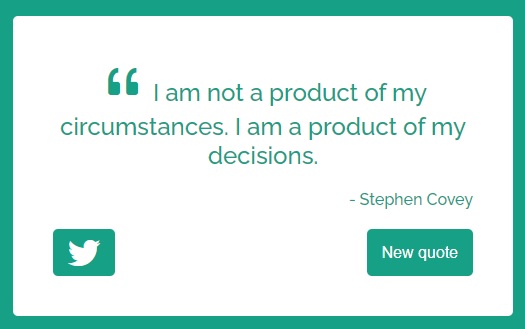 “ I am not a product of my
circumstances. I am a product of my
decisions.
- Stephen Covey
New quote